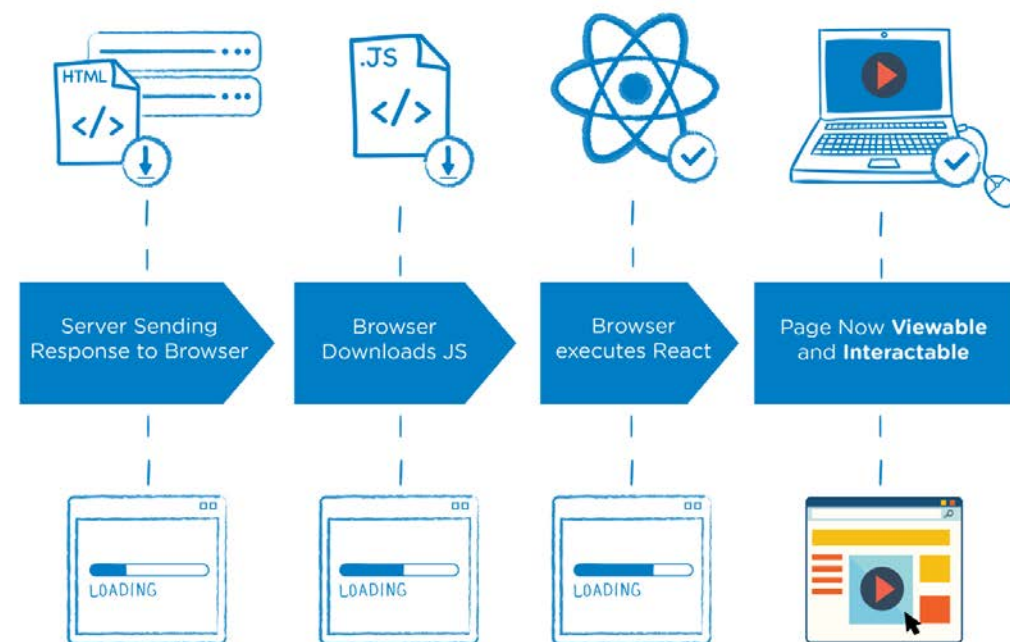 HTML
</>
.JS
</>
Server Sending
Response to Browser
Browser
Downloads JS
Browser
executes React
Page Now Viewable
and Interactable
LOADING
LOADING
LOADING